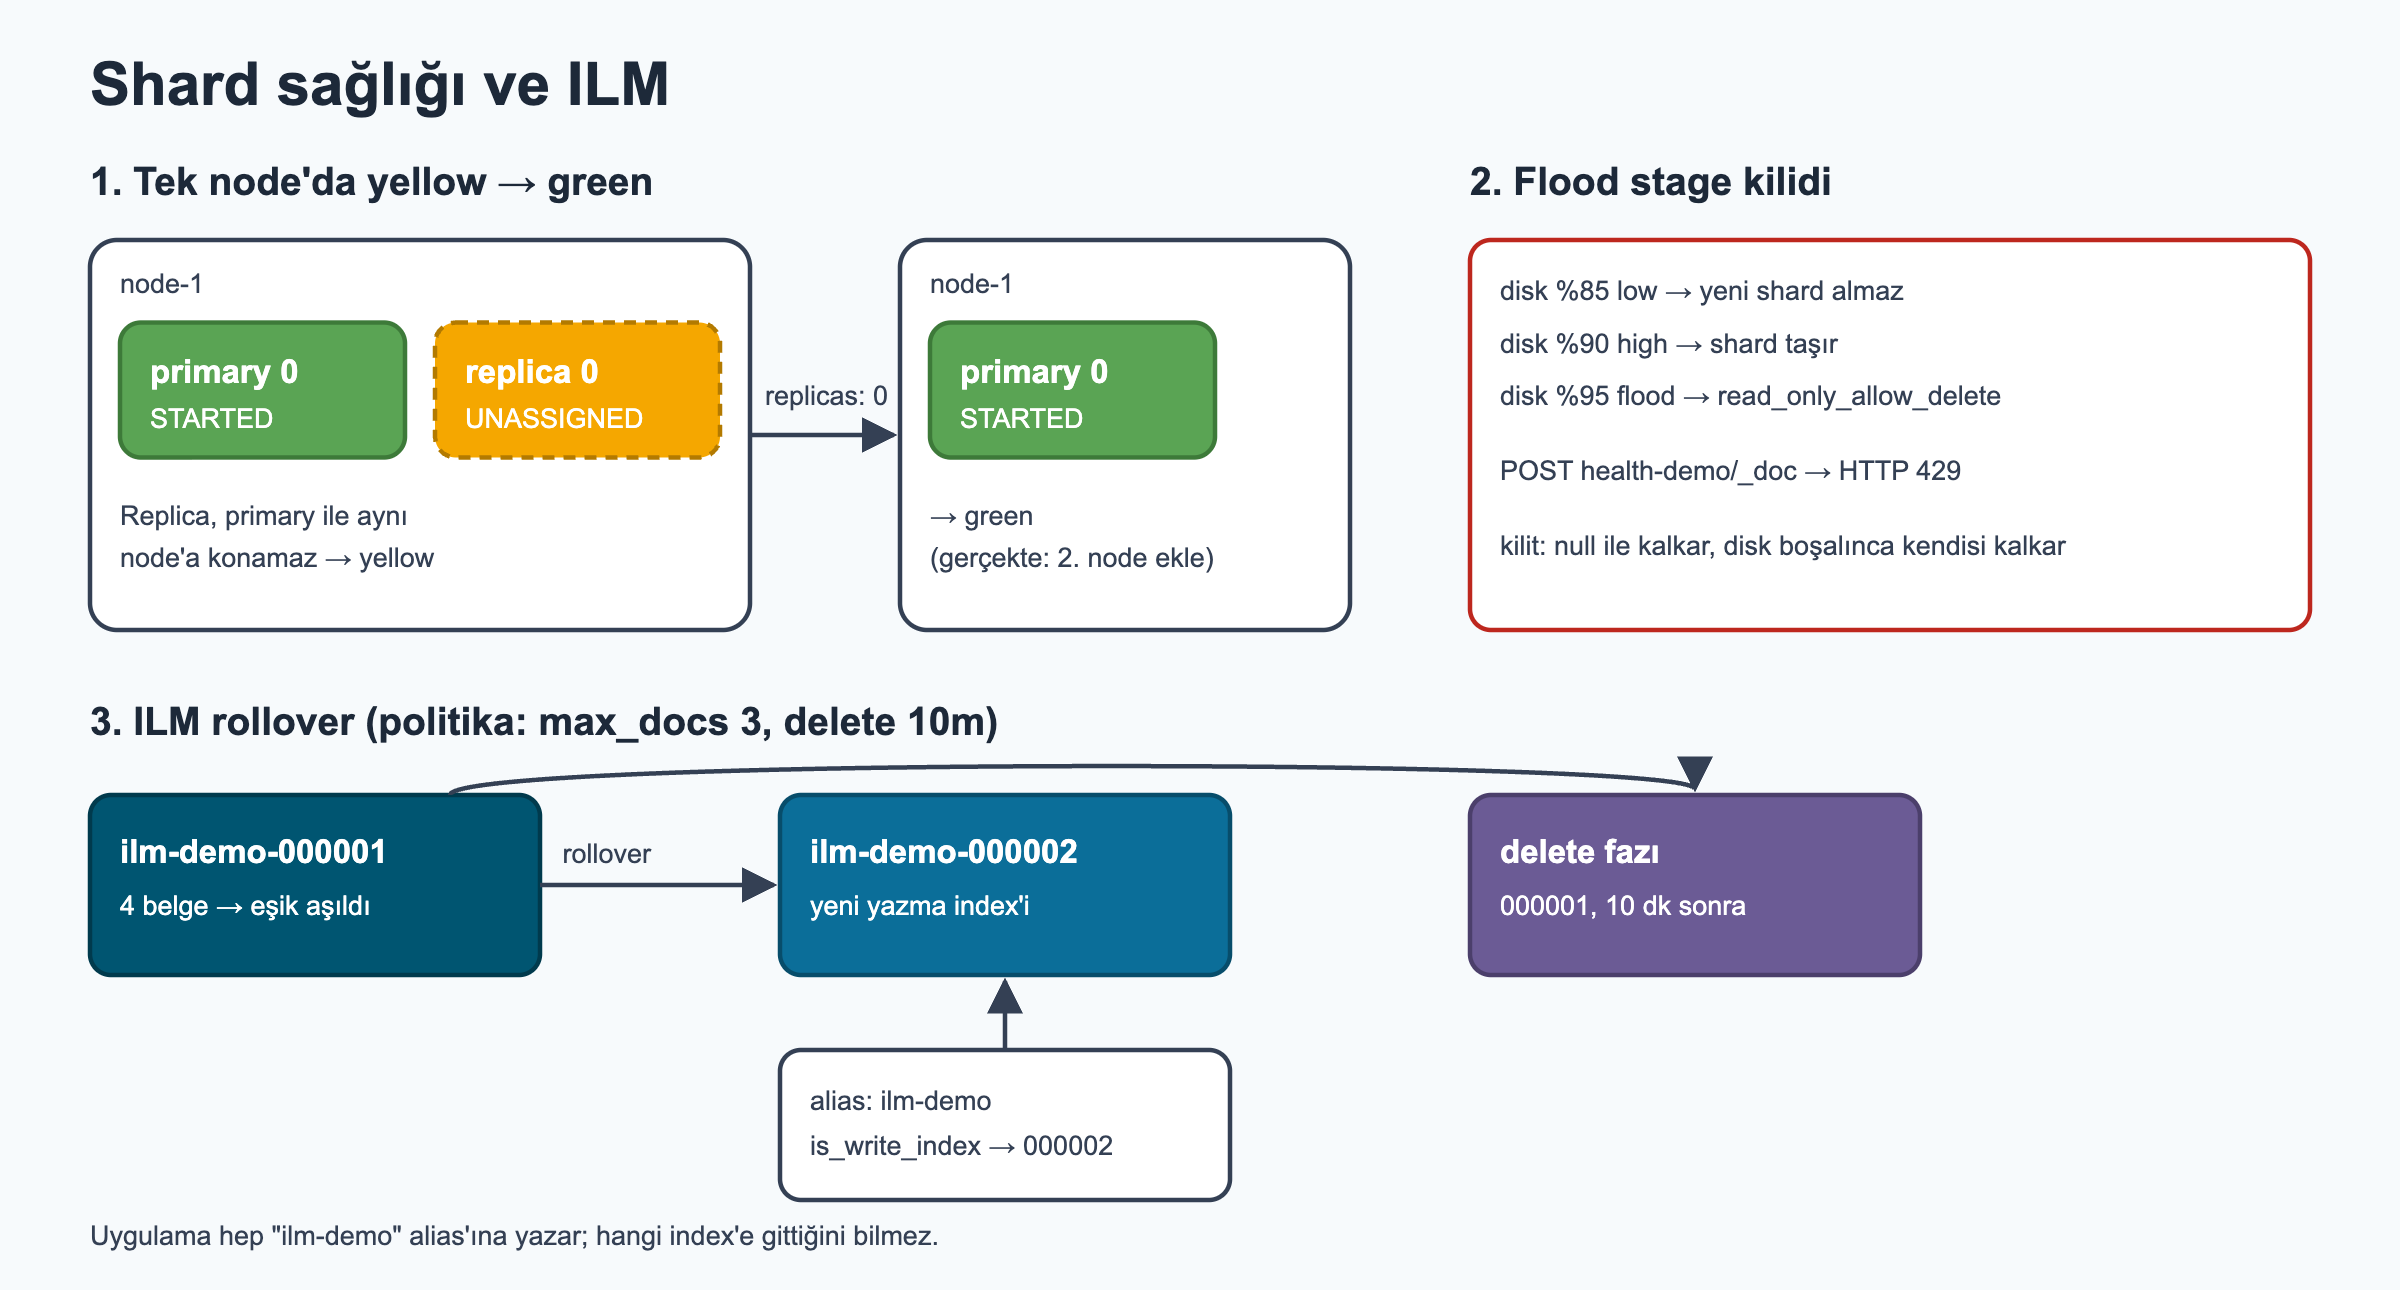 Shard sağlığı ve ILM
1. Tek node'da yellow → green
node-1
primary 0
STARTED
replica 0
UNASSIGNED
Replica, primary ile aynı
node'a konamaz → yellow
replicas: 0
node-1
primary 0
STARTED
→ green
(gerçekte: 2. node ekle)
2. Flood stage kilidi
disk %85 low → yeni shard almaz
disk %90 high → shard taşır
disk %95 flood → read_only_allow_delete
POST health-demo/_doc → HTTP 429
kilit: null ile kalkar, disk boşalınca kendisi kalkar
3. ILM rollover (politika: max_docs 3, delete 10m)
ilm-demo-000001
4 belge → eşik aşıldı
rollover
ilm-demo-000002
yeni yazma index'i
delete fazı
000001, 10 dk sonra
alias: ilm-demo
is_write_index → 000002
Uygulama hep "ilm-demo" alias'ına yazar; hangi index'e gittiğini bilmez.